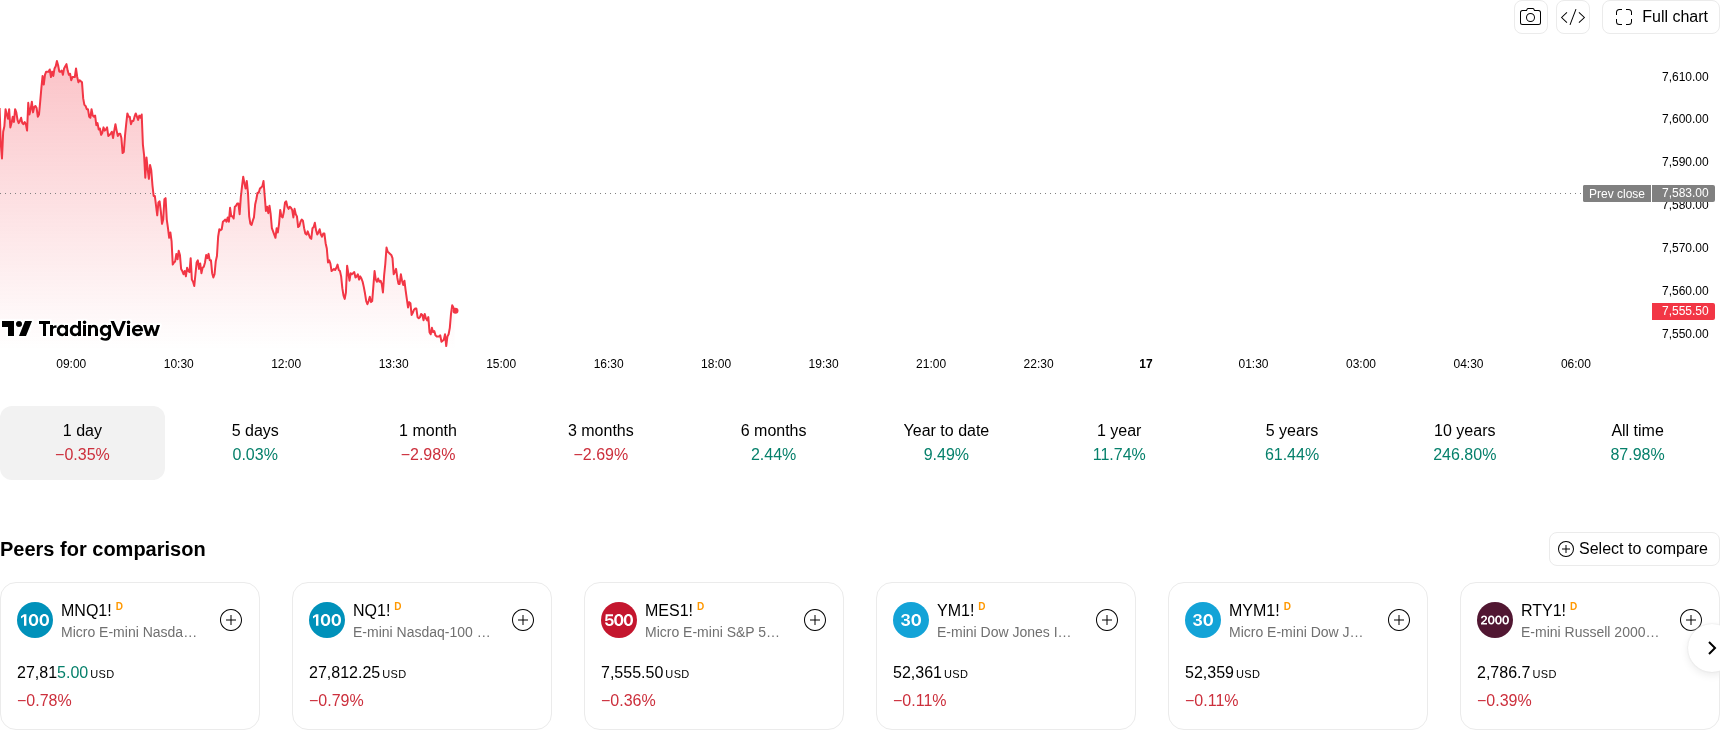 Full chart
7,610.00
7,600.00
7,590.00
Prev close 7,583.00
7,580.00
7,570.00
7,560.00
7,555.50
7,550.00
TradingView
09:00 10:30 12:00 13:30 15:00 16:30 18:00 19:30 21:00 22:30 17 01:30 03:00 04:30 06:00
1 day 5 days 1 month 3 months 6 months Year to date 1 year 5 years 10 years All time
−0.35% 0.03% −2.98% −2.69% 2.44% 9.49% 11.74% 61.44% 246.80% 87.98%
Peers for comparison
Select to compare
100 MNQ1! D
Micro E-mini Nasda…
27,815.00 USD
−0.78%
100 NQ1! D
E-mini Nasdaq-100 …
27,812.25 USD
−0.79%
500 MES1! D
Micro E-mini S&P 5…
7,555.50 USD
−0.36%
30 YM1! D
E-mini Dow Jones I…
52,361 USD
−0.11%
30 MYM1! D
Micro E-mini Dow J…
52,359 USD
−0.11%
2000 RTY1! D
E-mini Russell 2000…
2,786.7 USD
−0.39%